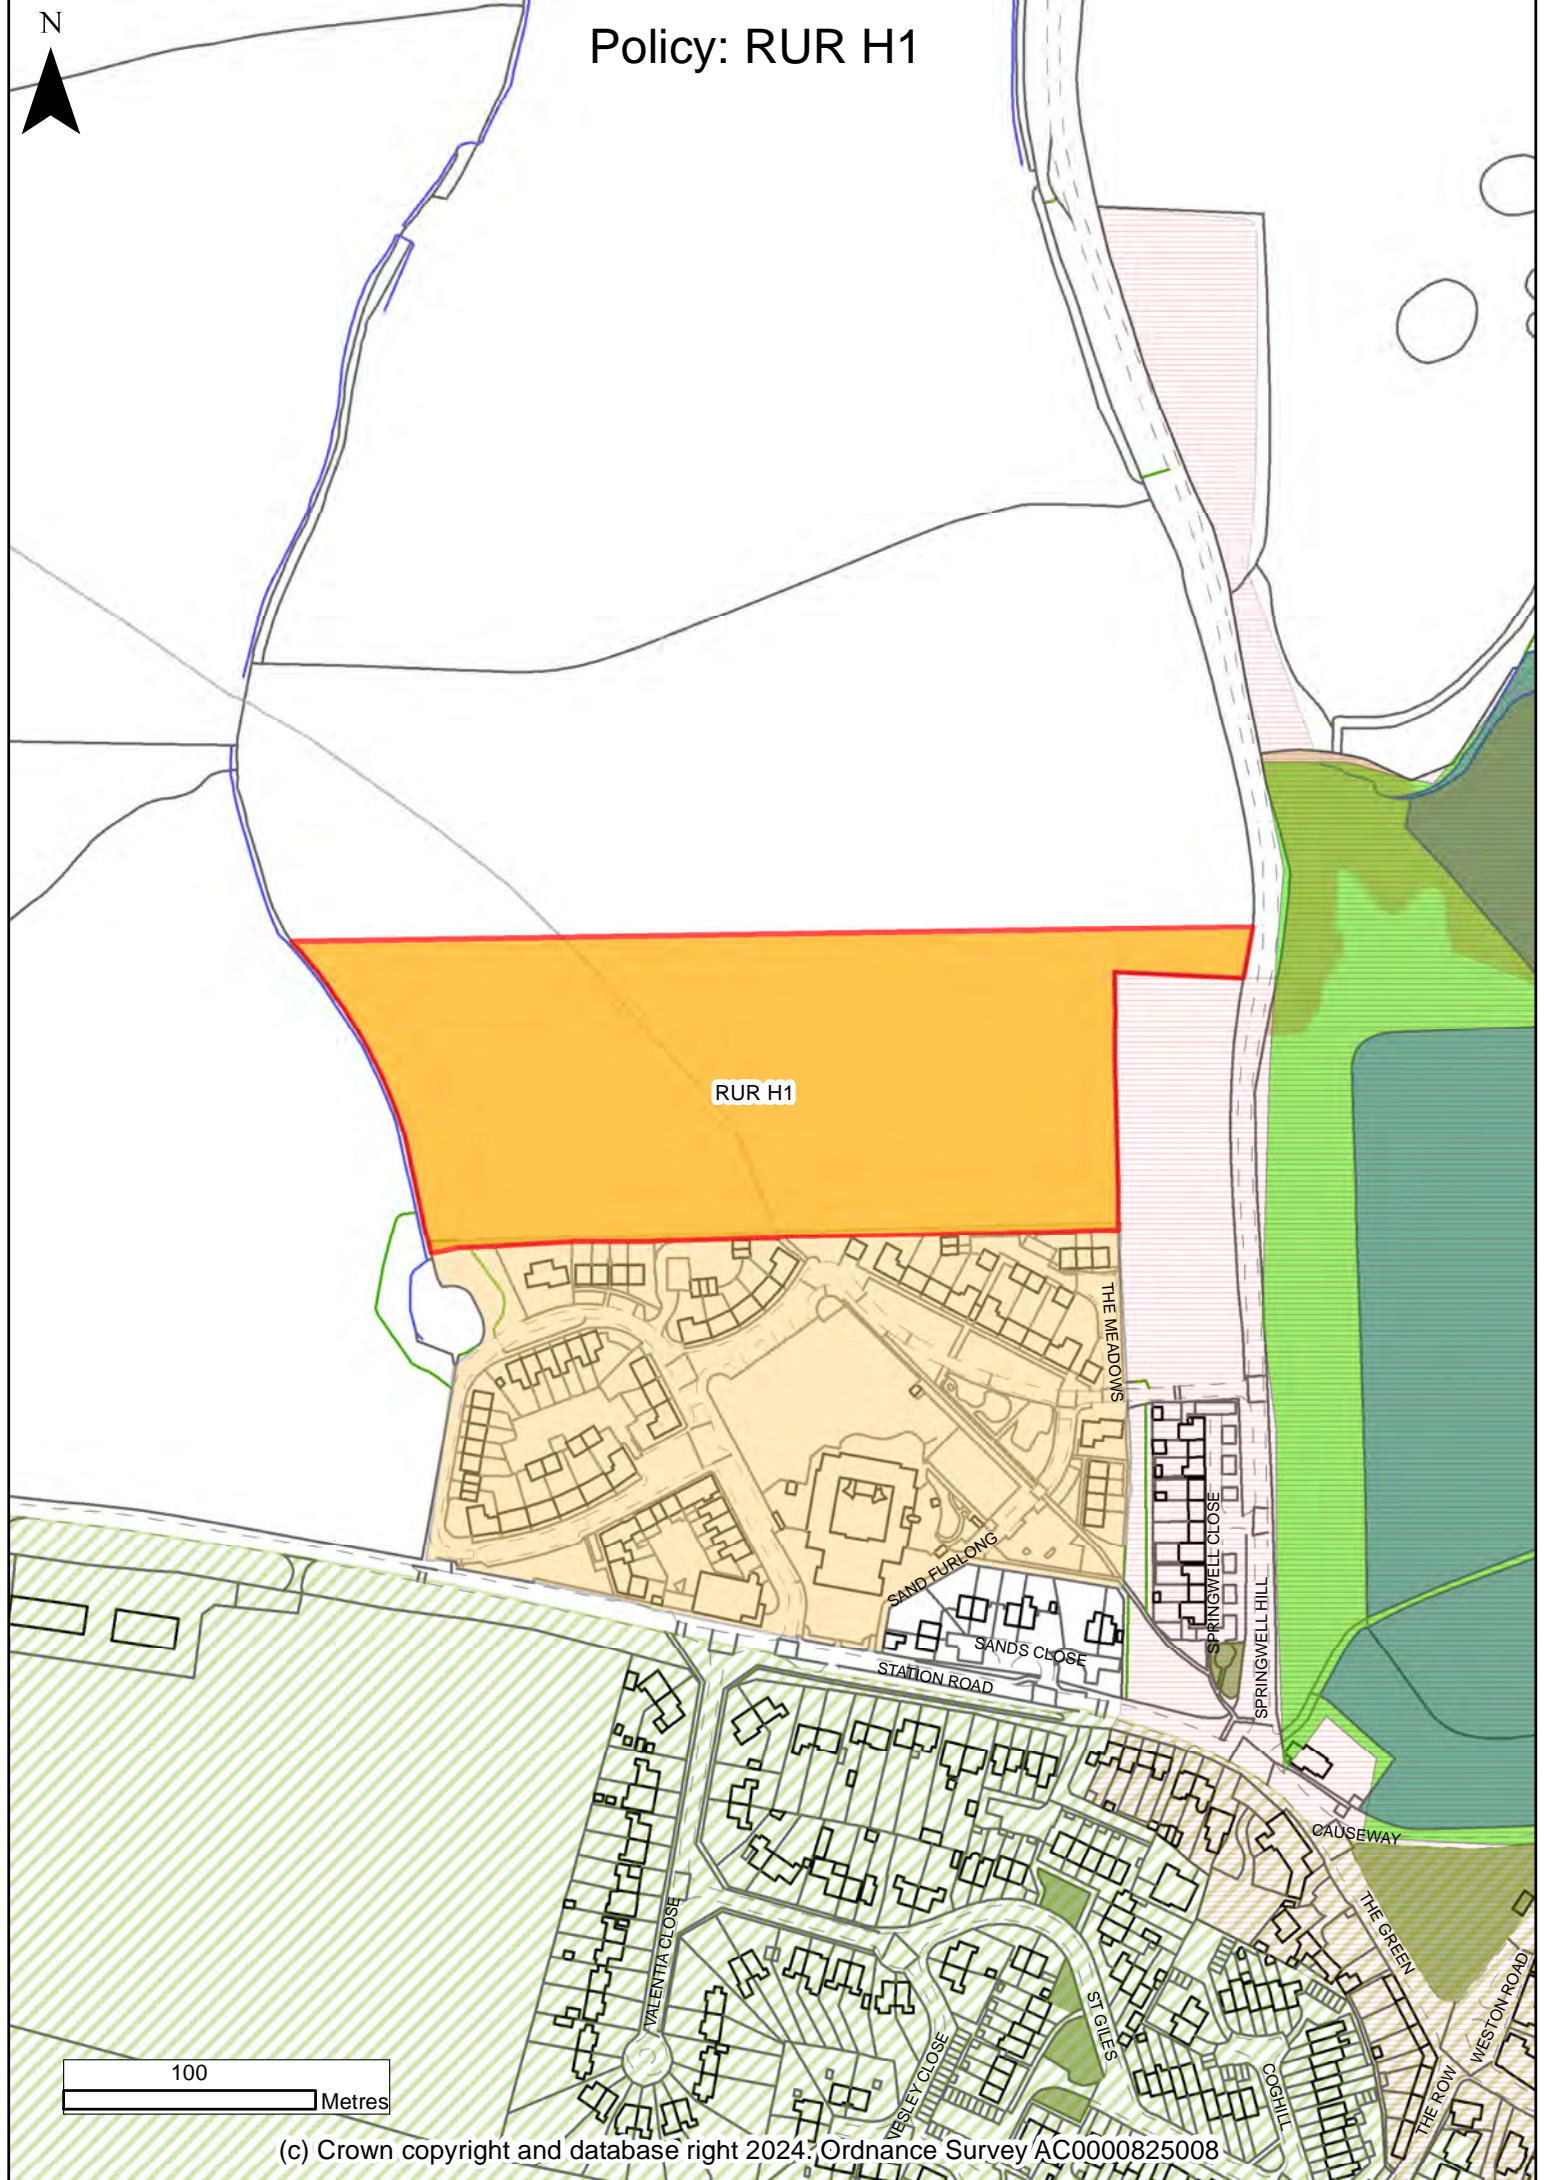 N
Policy: RUR H1
RUR H1
THE MEADOWS
SPRINGWELL CLOSE
SAND FURLONG
SPRINGWELL HILL
SANDS CLOSE
STATION ROAD
CAUSEWAY
THE GREEN
VALENTIA CLOSE
WESTON ROAD
ST GILES
NESLEY CLOSE
COGHILL
THE ROW
100
Metres
(c) Crown copyright and database right 2024. Ordnance Survey AC0000825008